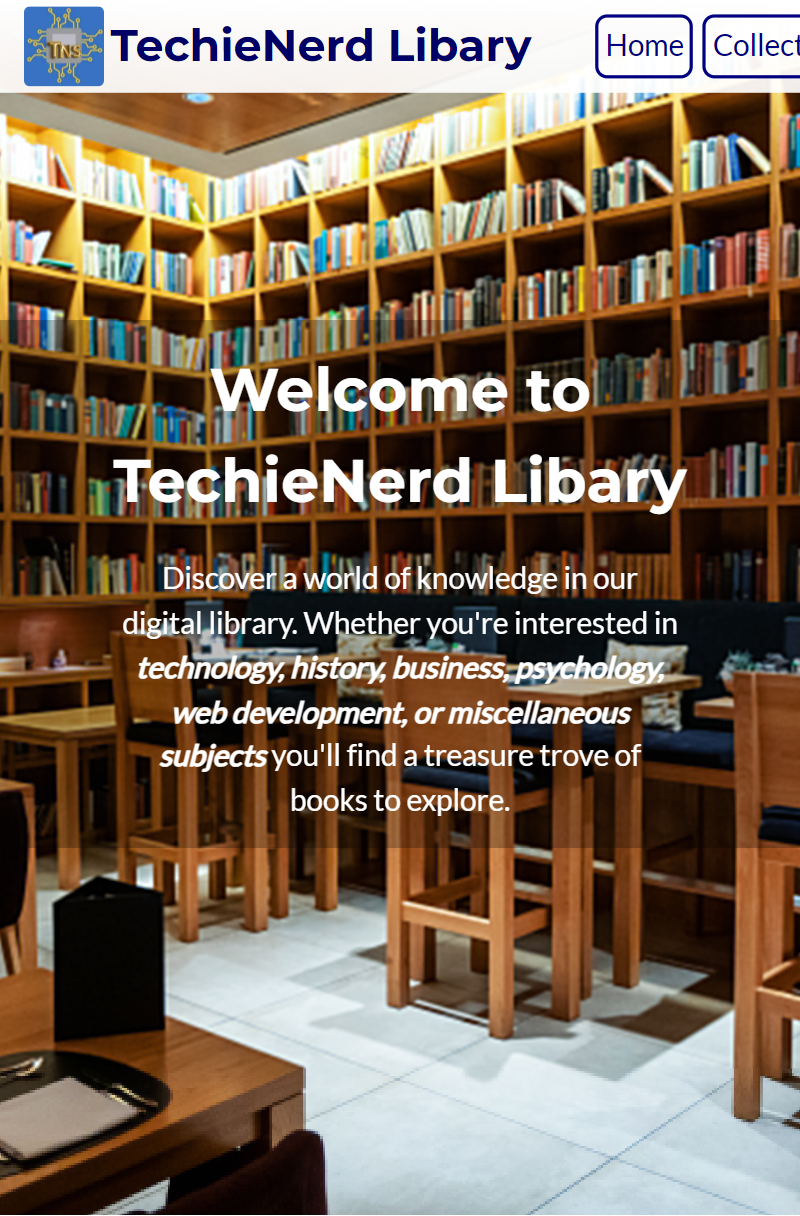 TNS
TechieNerd Libary
Home
Collect
Welcome to
TechieNerd Libary
Discover a world of knowledge in our
digital library. Whether you're interested in
technology, history, business, psychology,
web development, or miscellaneous
subjects you'll find a treasure trove of
books to explore.